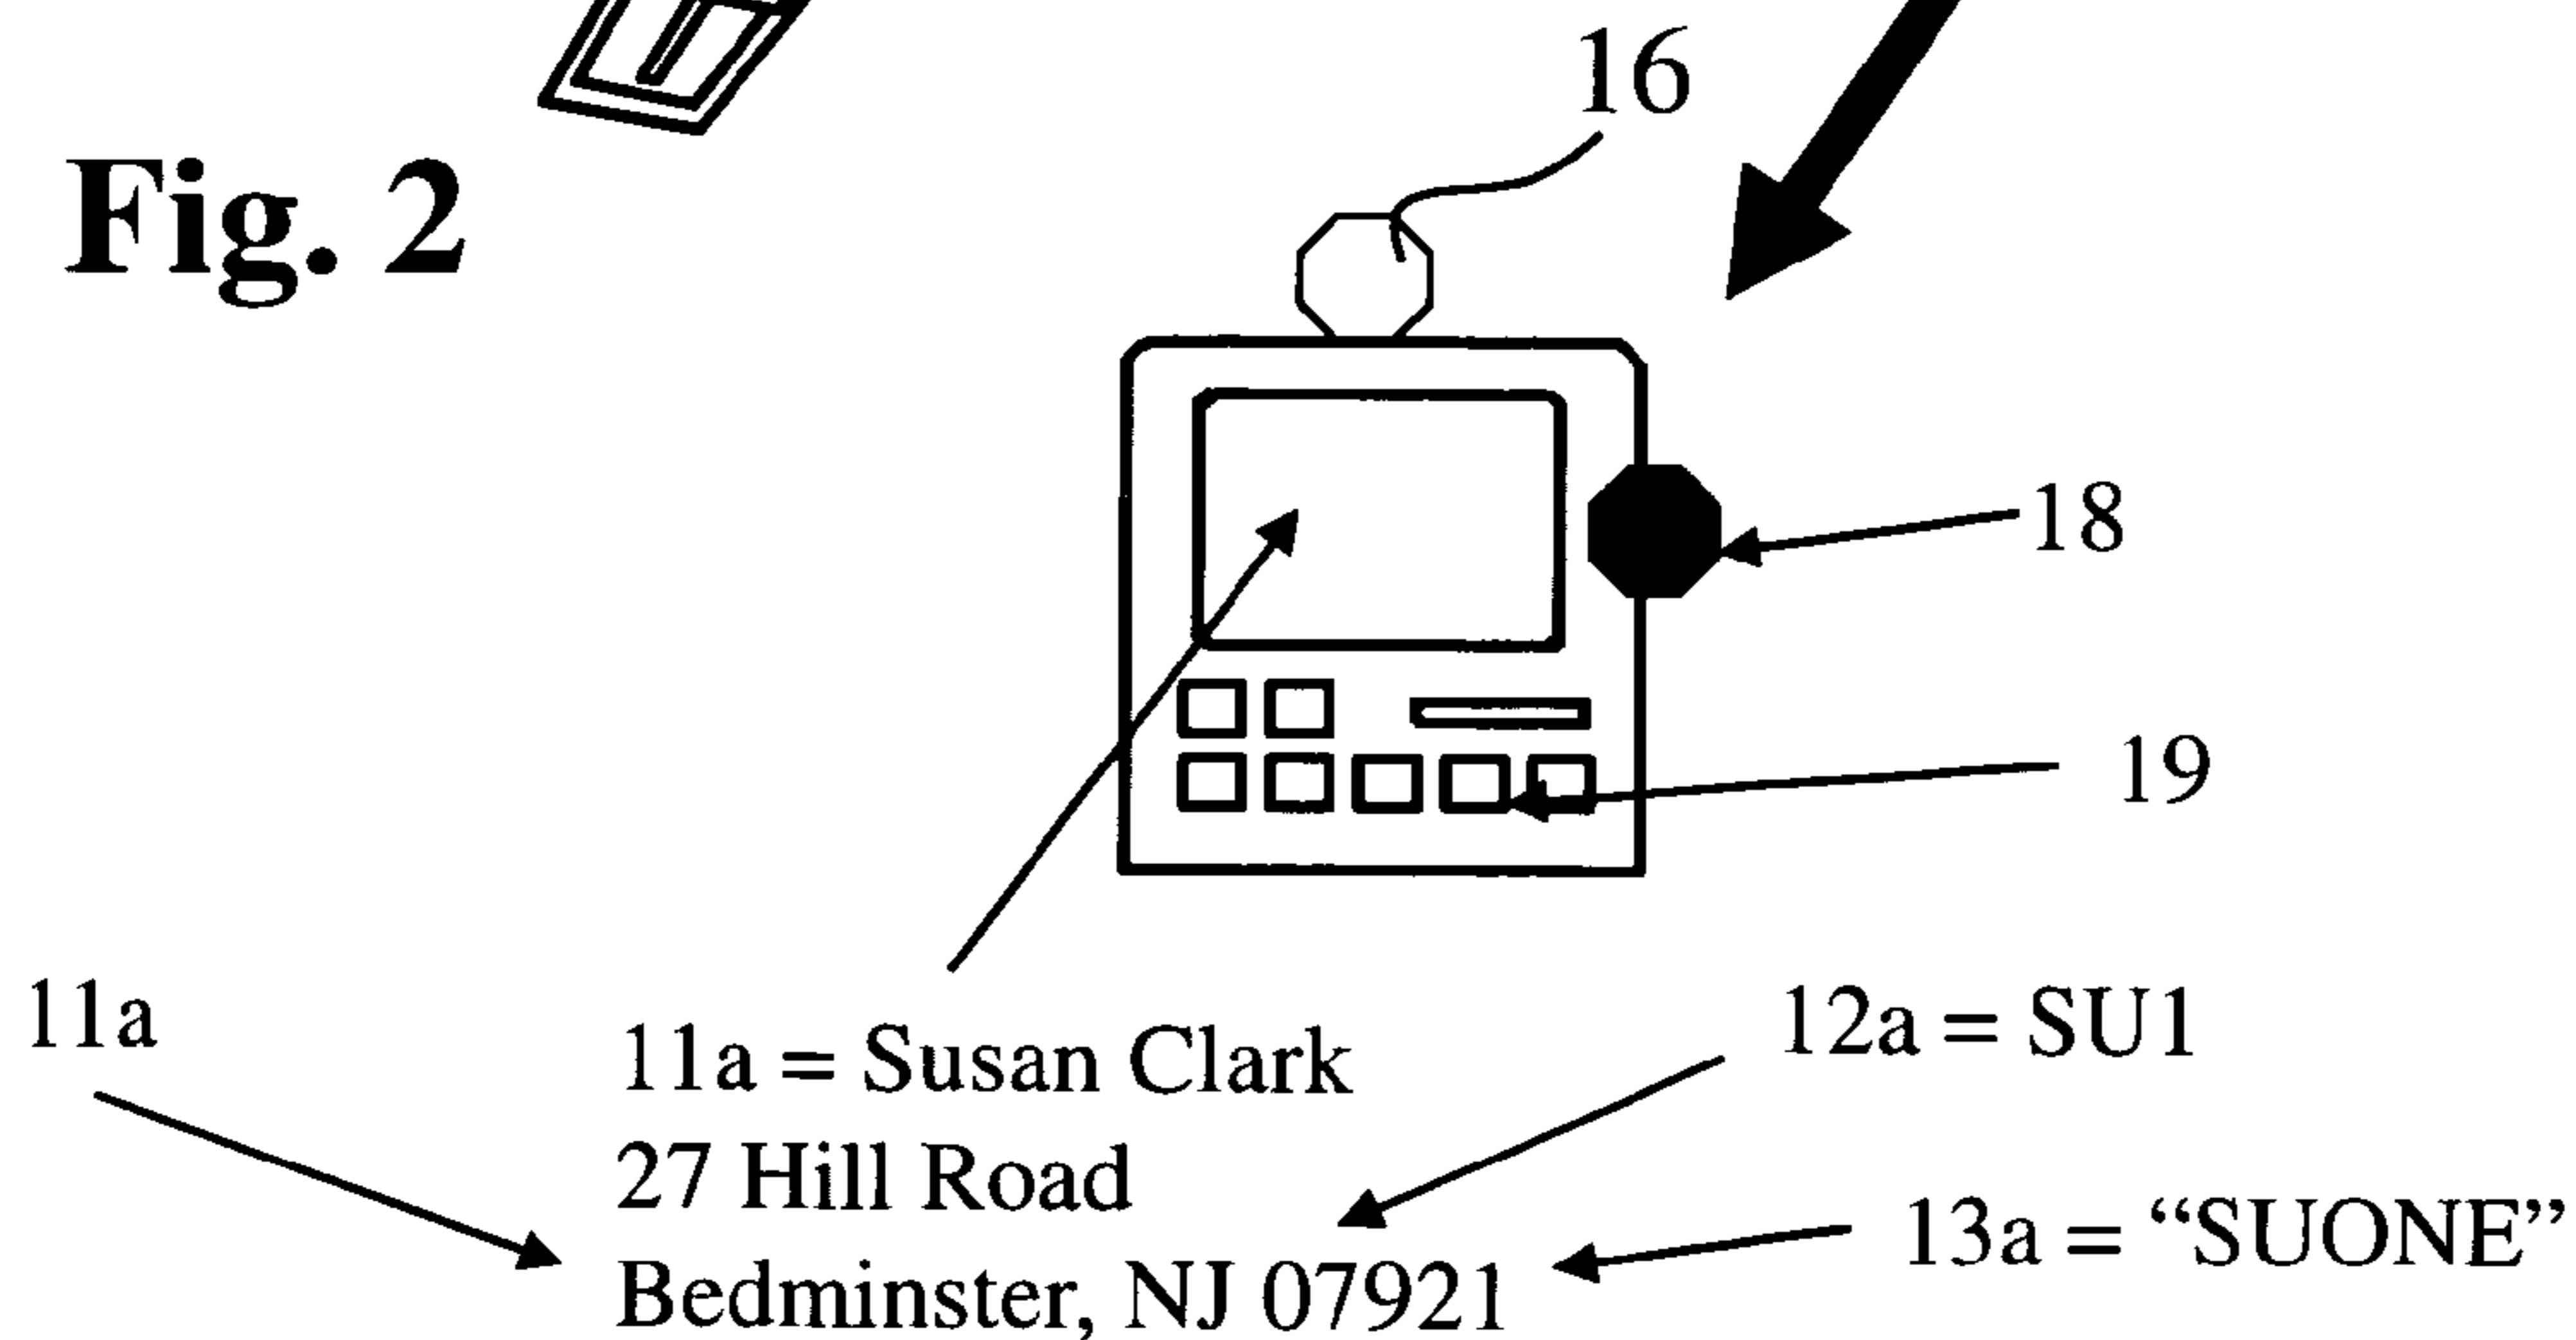 16
Fig. 2
18
19
11a
11a = Susan Clark
27 Hill Road
Bedminster, NJ 07921
12a = SU1
13a = “SUONE”